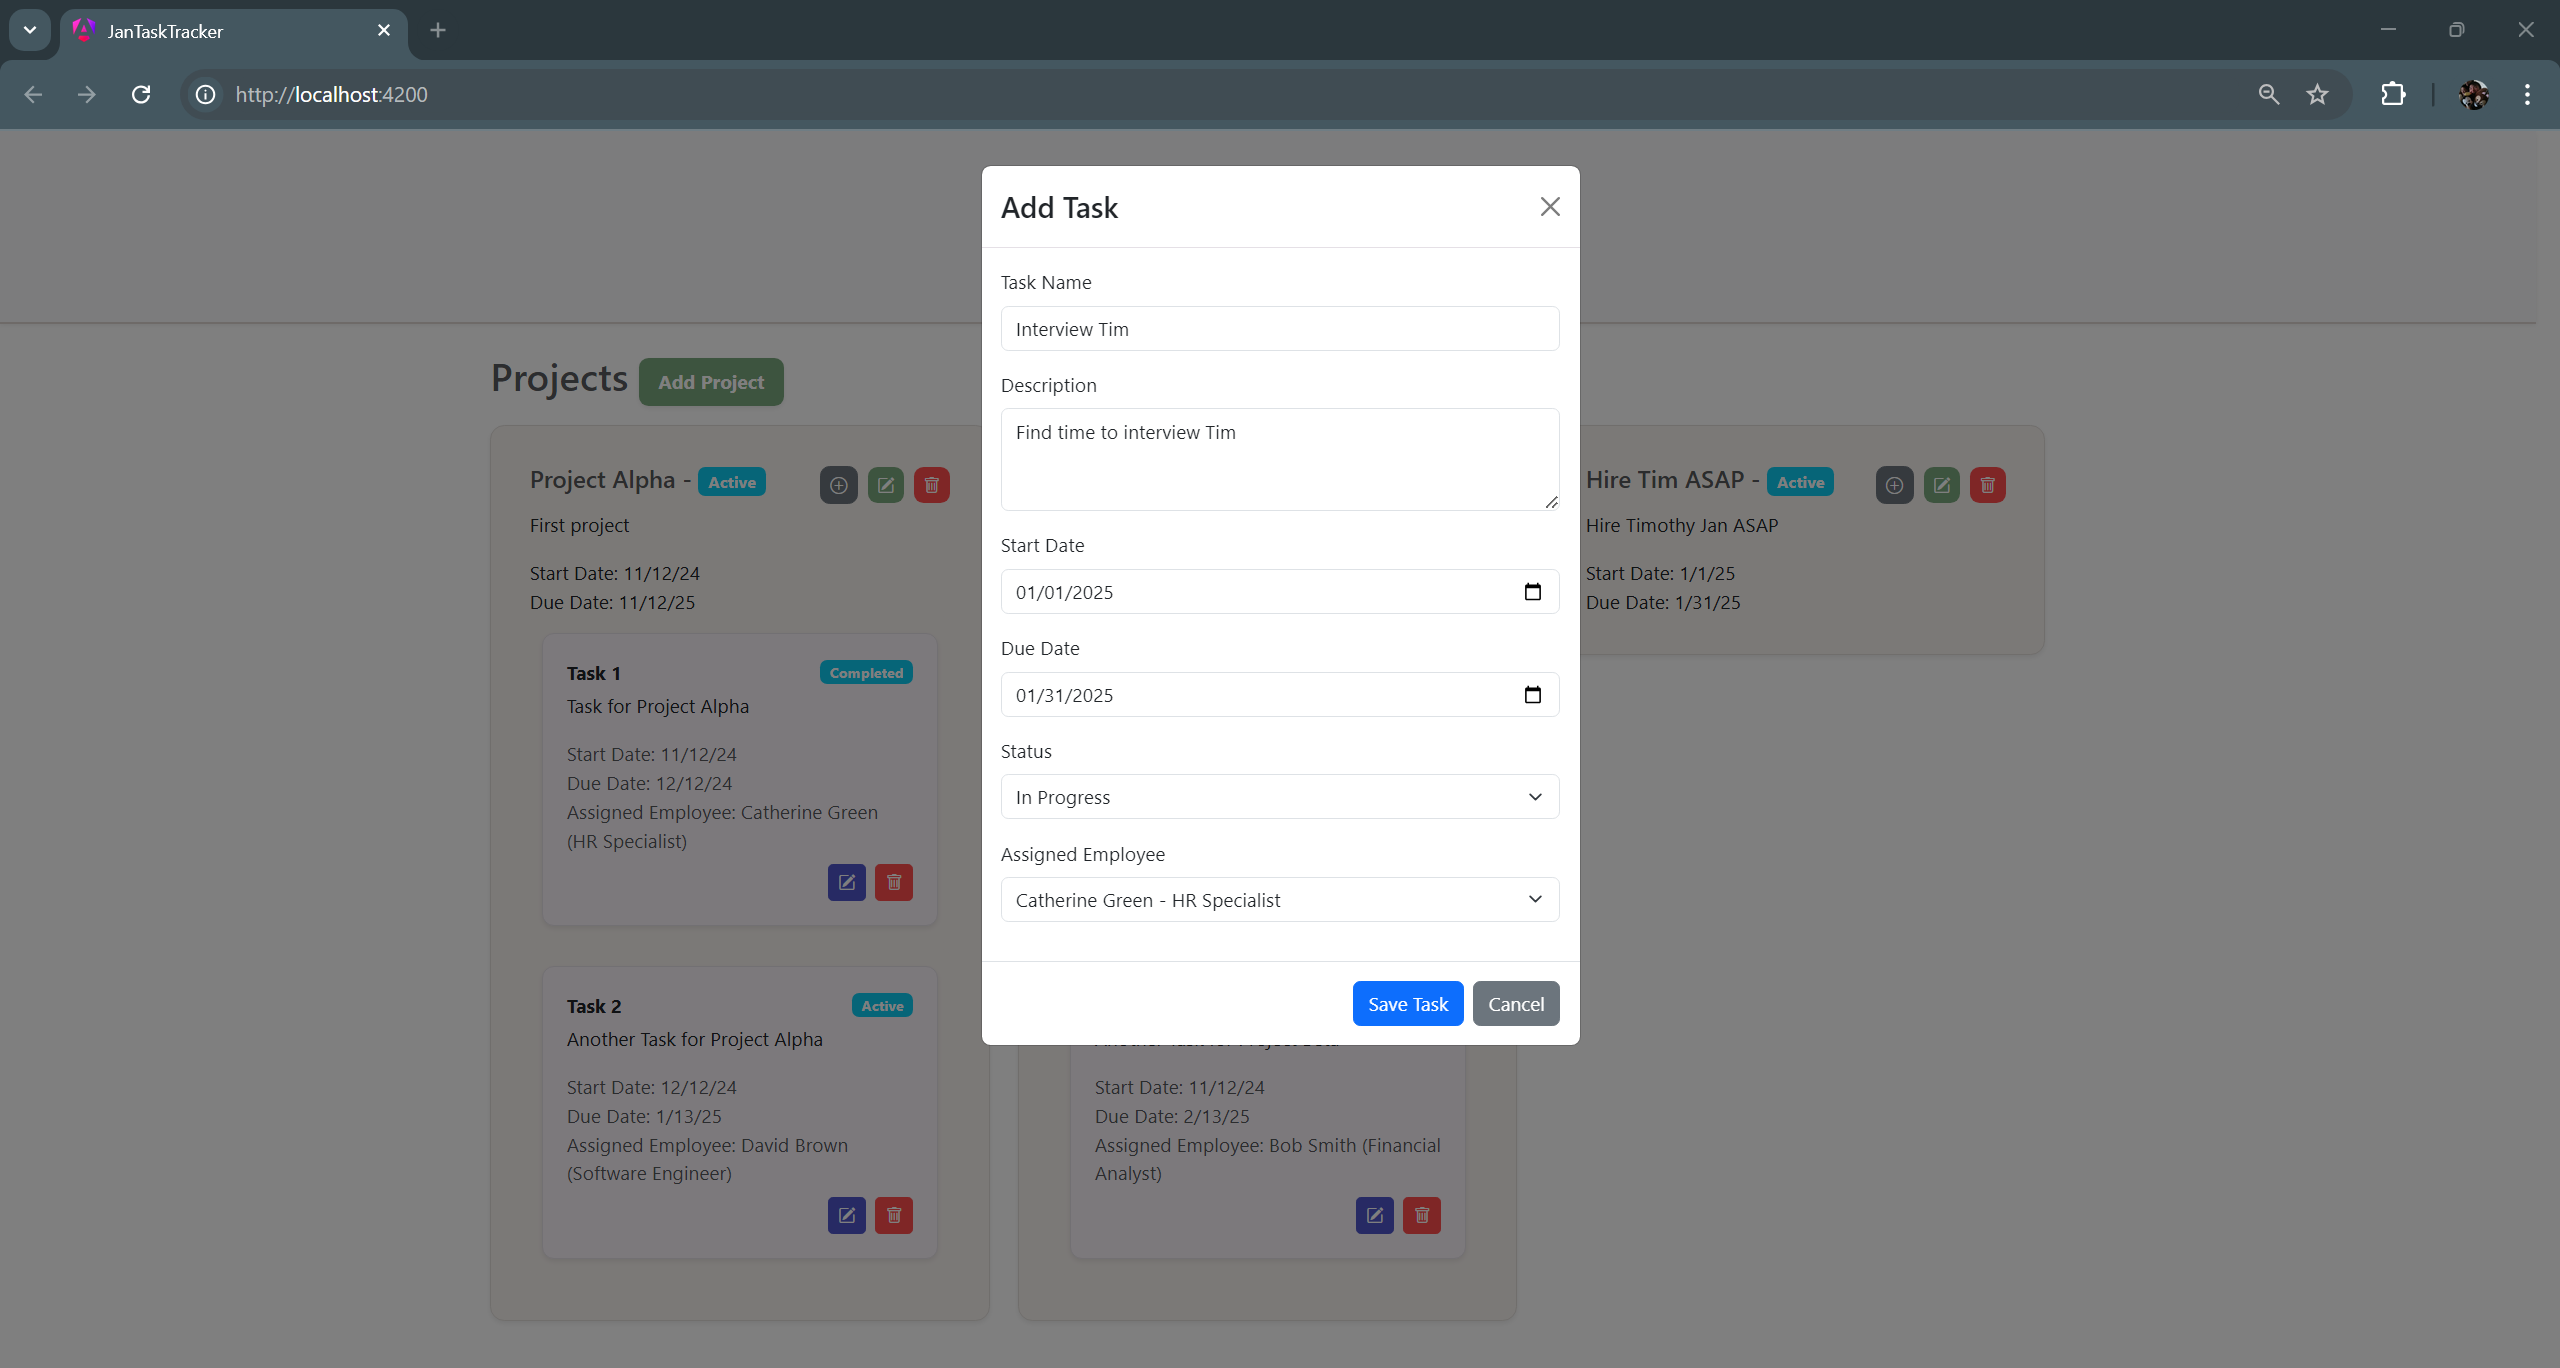 JanTaskTracker
http://localhost:4200
Add Task
Task Name
Interview Tim
Description
Find time to interview Tim
Start Date
01/01/2025
Due Date
01/31/2025
Status
In Progress
Assigned Employee
Catherine Green - HR Specialist
Save Task
Cancel
Projects
Add Project
Project Alpha - Active
First project
Start Date: 11/12/24
Due Date: 11/12/25
Task 1
Completed
Task for Project Alpha
Start Date: 11/12/24
Due Date: 12/12/24
Assigned Employee: Catherine Green
(HR Specialist)
Task 2
Active
Another Task for Project Alpha
Start Date: 12/12/24
Due Date: 1/13/25
Assigned Employee: David Brown
(Software Engineer)
Start Date: 11/12/24
Due Date: 2/13/25
Assigned Employee: Bob Smith (Financial
Analyst)
Hire Tim ASAP - Active
Hire Timothy Jan ASAP
Start Date: 1/1/25
Due Date: 1/31/25